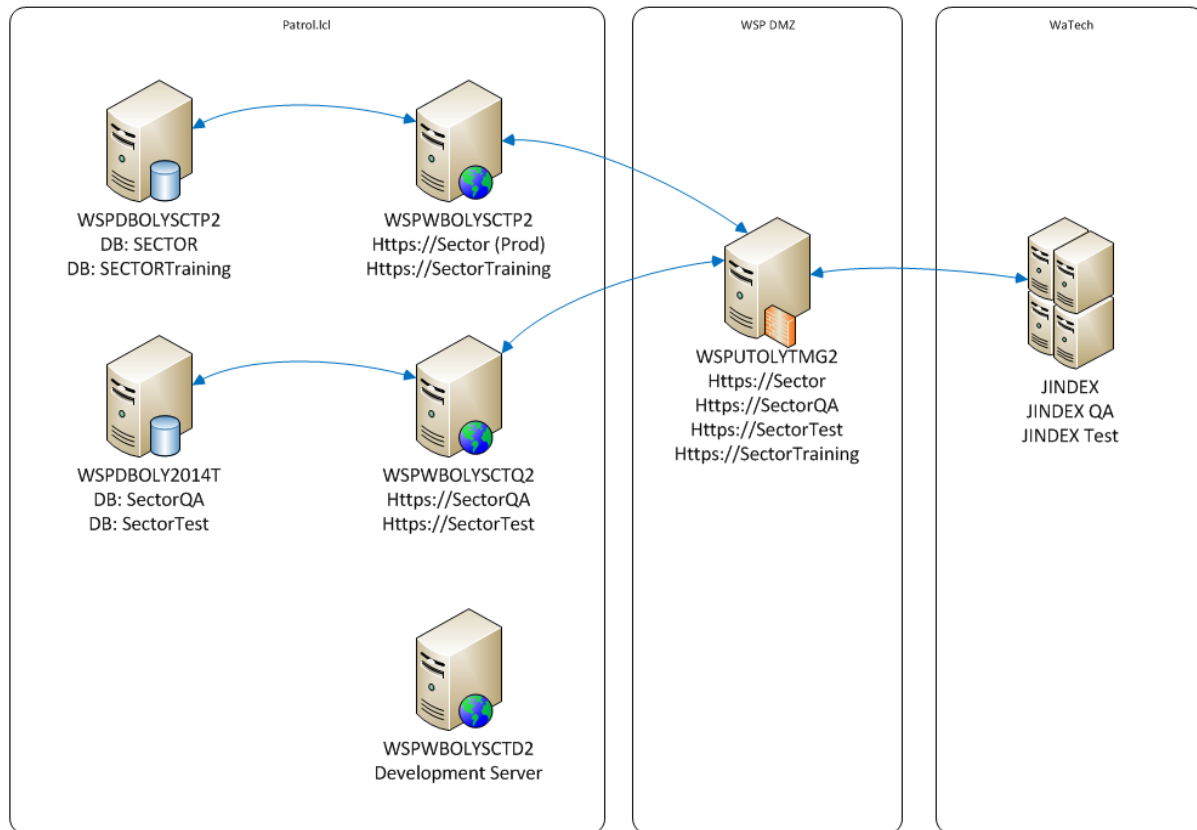 Patrol.lcl
WSP DMZ
WaTech
WSPDBOLYSCTP2
DB: SECTOR
DB: SECTORTraining
WSPWBOLYSCTP2
Https://Sector (Prod)
Https://SectorTraining
WSPDBOLY2014T
DB: SectorQA
DB: SectorTest
WSPWBOLYSCTQ2
Https://SectorQA
Https://SectorTest
WSPWBOLYSCTD2
Development Server
WSPUTOLYTMG2
Https://Sector
Https://SectorQA
Https://SectorTest
Https://SectorTraining
JINDEX
JINDEX QA
JINDEX Test